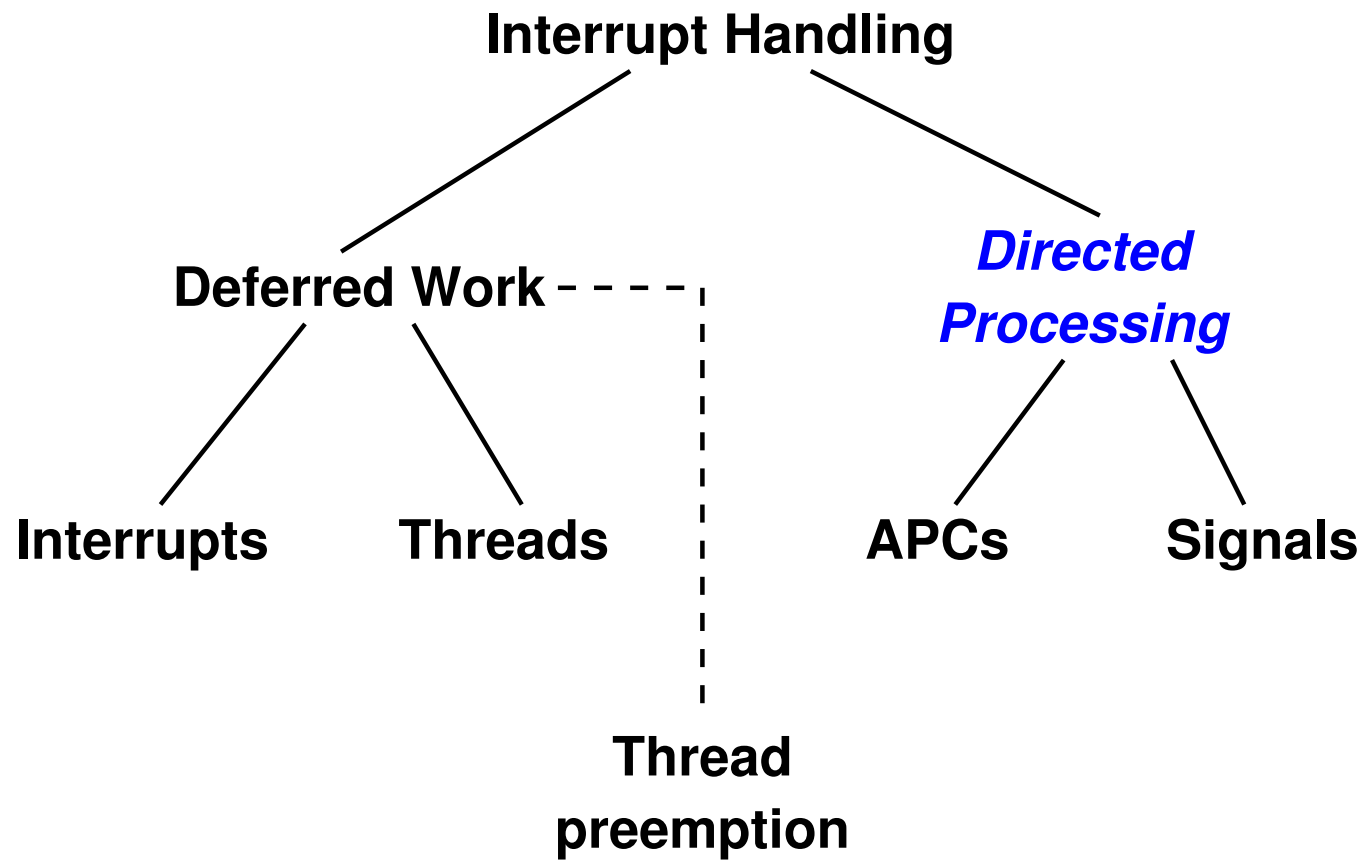 Interrupt Handling
Deferred Work
Directed
Processing
Interrupts
Threads
APCs
Signals
Thread
preemption